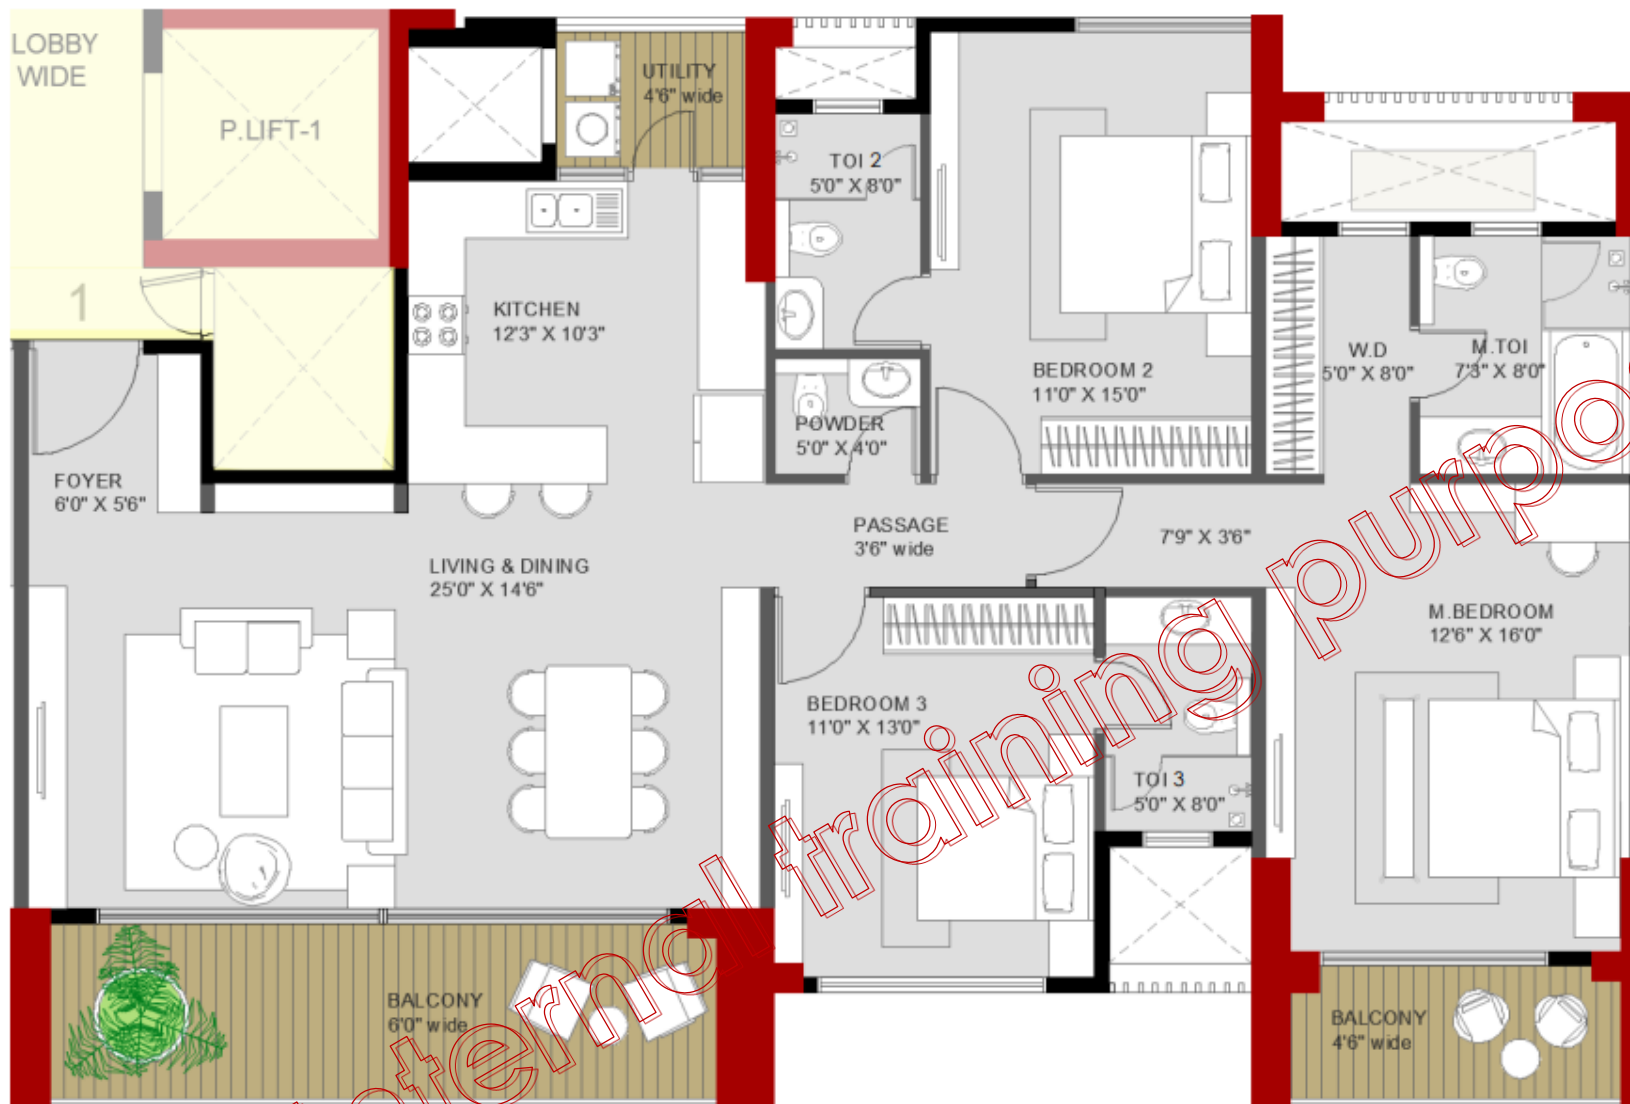 LOBBY
WIDE
P.LIFT-1
1
UTILITY
4'6" wide
TOI 2
5'0" X 8'0"
KITCHEN
12'3" X 10'3"
BEDROOM 2
11'0" X 15'0"
W.D
5'0" X 8'0"
M.TOI
7'3" X 8'0"
POWDER
5'0" X 4'0"
FOYER
6'0" X 5'6"
PASSAGE
3'6" wide
7'9" X 3'6"
LIVING & DINING
25'0" X 14'6"
M.BEDROOM
12'6" X 16'0"
BEDROOM 3
11'0" X 13'0"
TOI 3
5'0" X 8'0"
BALCONY
6'0" wide
BALCONY
4'6" wide
ternal training purpo